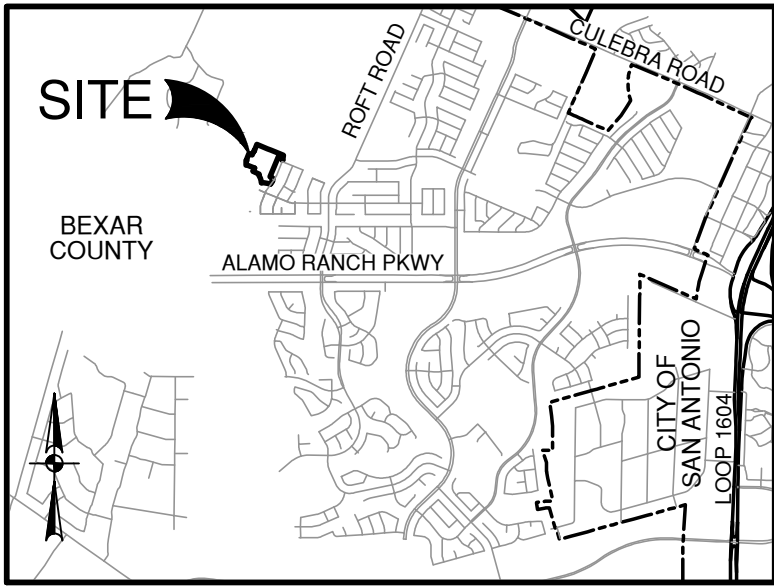 CULEBRA ROAD
ROFT ROAD
SITE
BEXAR
COUNTY
ALAMO RANCH PKWY
CITY OF
SAN ANTONIO
LOOP 1604